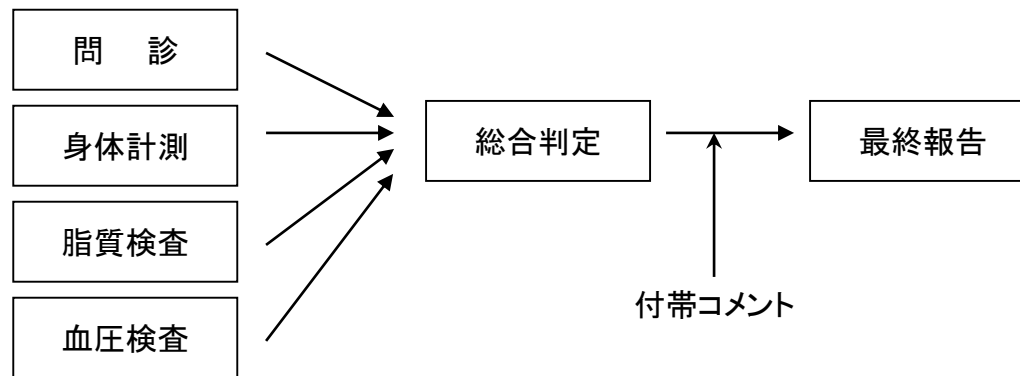 問　診
身体計測
脂質検査
血圧検査
総合判定
最終報告
付帯コメント